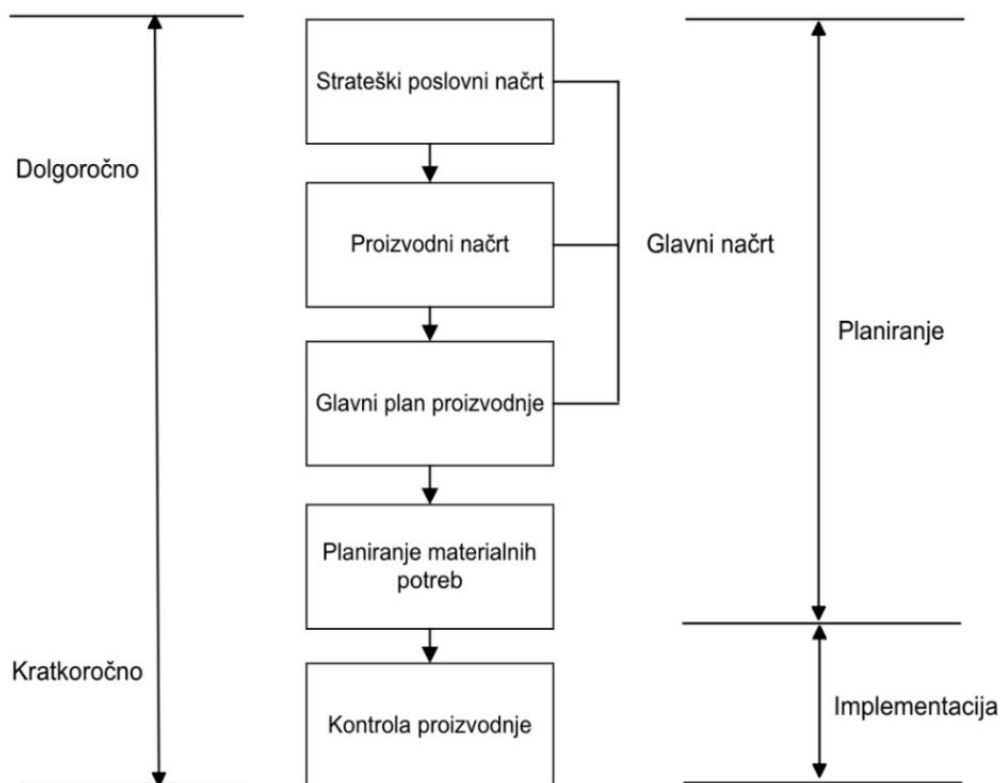 Strateški poslovni načrt
Dolgoročno
Proizvodni načrt
Glavni načrt
Planiranje
Glavni plan proizvodnje
Planiranje materialnih
potreb
Kratkoročno
Kontrola proizvodnje
Implementacija